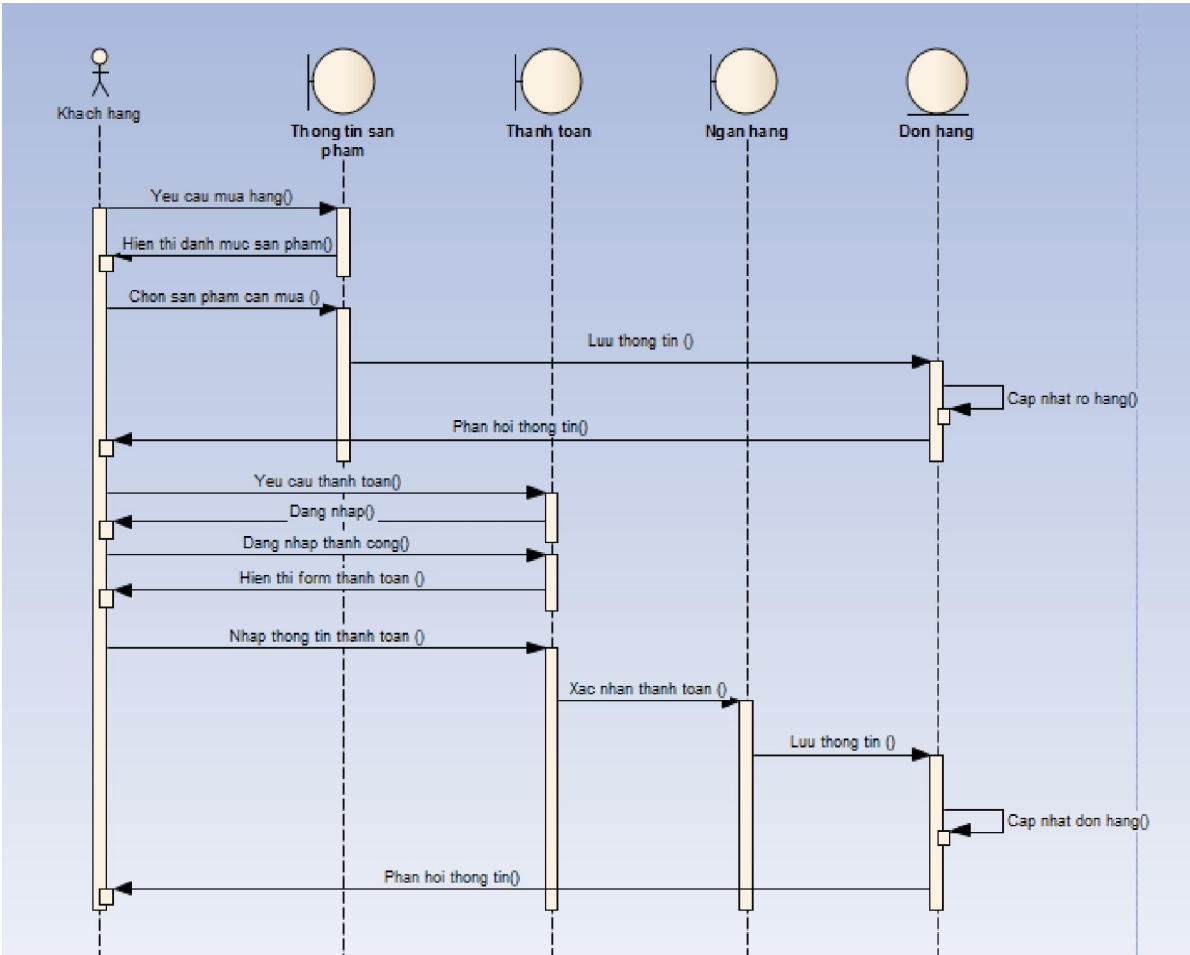 Khach hang
Thong tin san
pham
Thanh toan
Ngan hang
Don hang
Yeu cau mua hang()
Hien thi danh muc san pham()
Chon san pham can mua ()
Luu thong tin ()
Cap nhat ro hang()
Phan hoi thong tin()
Yeu cau thanh toan()
Dang nhap()
Dang nhap thanh cong()
Hien thi form thanh toan ()
Nhap thong tin thanh toan ()
Xac nhan thanh toan ()
Luu thong tin ()
Cap nhat don hang()
Phan hoi thong tin()